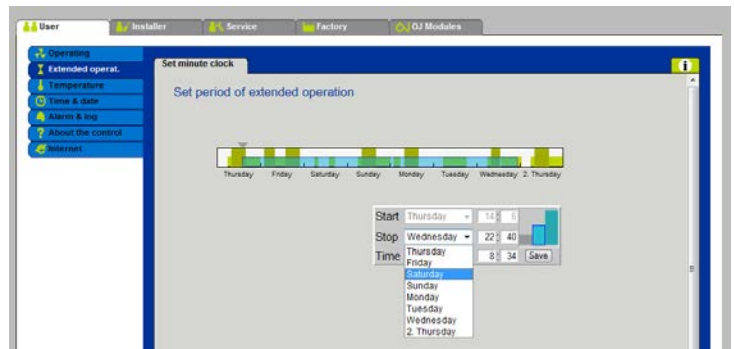 User Installer Service Factory OJ Modules
Operating
Extended operat.
Temperature
Time & date
Alarm & log
About the control
Internet
Set minute clock
Set period of extended operation
Thursday Friday Saturday Sunday Monday Tuesday Wednesday 2. Thursday
Start Thursday 14 6
Stop Wednesday 22 40
Time 8 34 Save
Thursday
Friday
Saturday
Sunday
Monday
Tuesday
Wednesday
2. Thursday